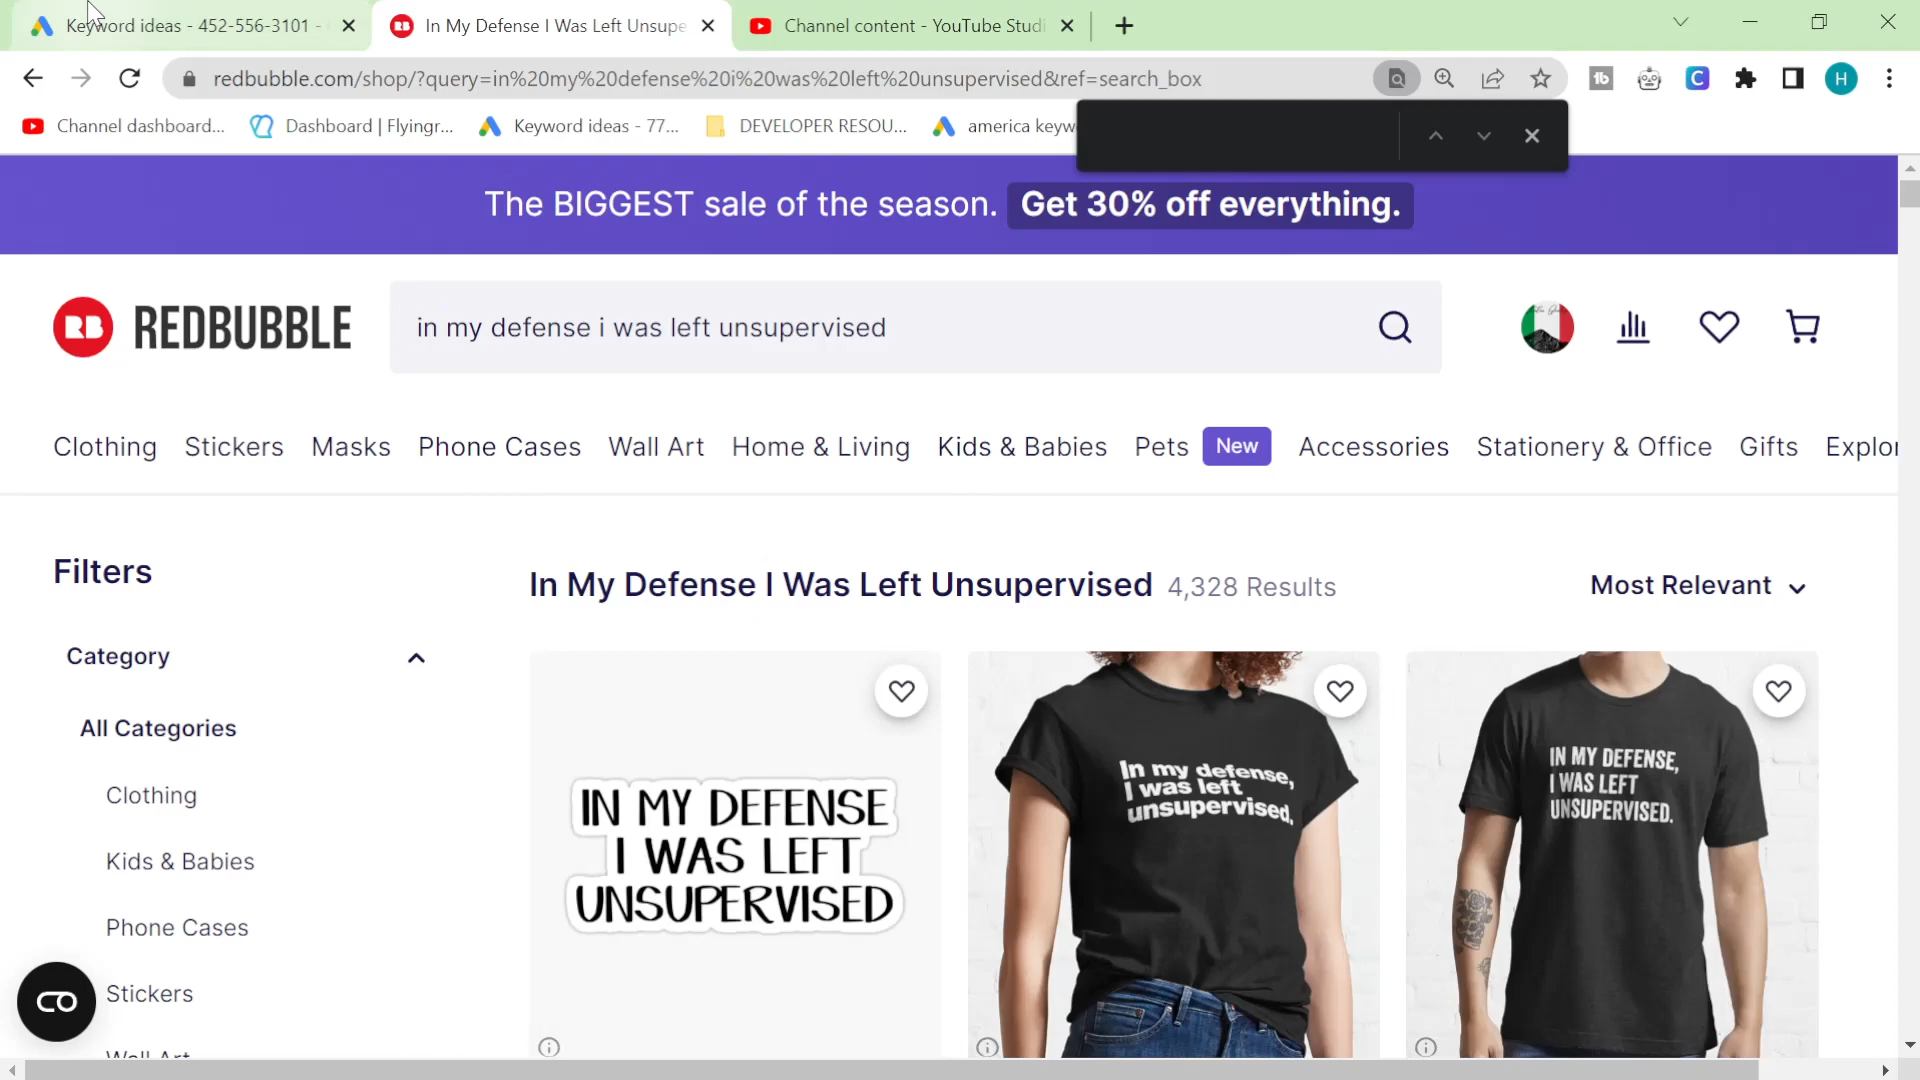 Keyword ideas - 452-556-3101 -
In My Defense I Was Left Unsupe
Channel content - YouTube Studi
redbubble.com/shop/?query=in%20my%20defense%20i%20was%20left%20unsupervised&ref=search_box
Channel dashboard...
Dashboard | Flyingr...
Keyword ideas - 77...
DEVELOPER RESOU...
america keyw
The BIGGEST sale of the season. Get 30% off everything.
RB REDBUBBLE
in my defense i was left unsupervised
Clothing Stickers Masks Phone Cases Wall Art Home & Living Kids & Babies Pets New Accessories Stationery & Office Gifts Explor
Filters
In My Defense I Was Left Unsupervised 4,328 Results
Most Relevant
Category
All Categories
Clothing
Kids & Babies
Phone Cases
Stickers
Wall Art
IN MY DEFENSE
I WAS LEFT
UNSUPERVISED
In my defense,
I was left
unsupervised.
IN MY DEFENSE,
I WAS LEFT
UNSUPERVISED.